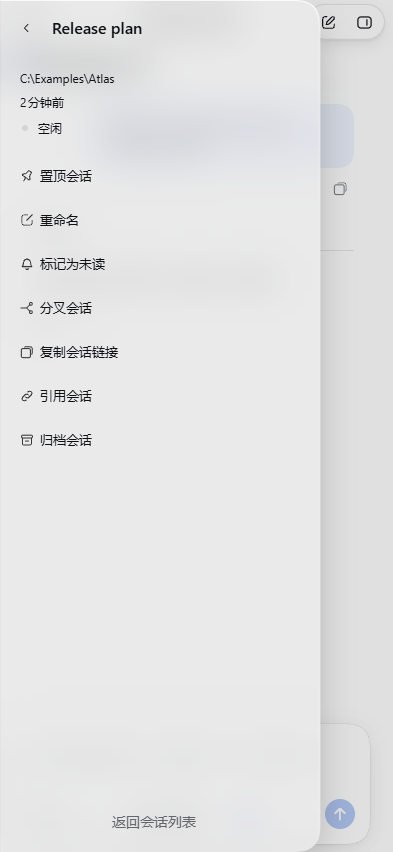 Release plan
C:\Examples\Atlas
2分钟前
空闲
置顶会话
重命名
标记为未读
分叉会话
复制会话链接
引用会话
归档会话
返回会话列表